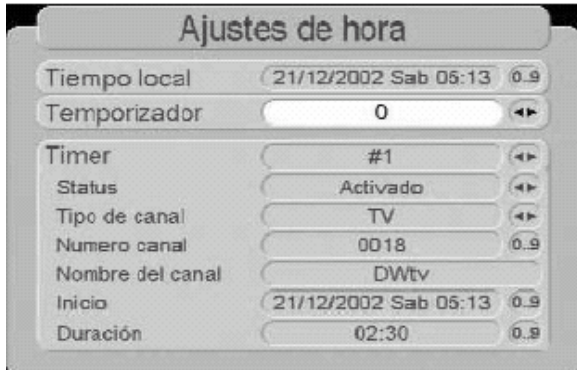 Ajustes de hora
Tiempo local 21/12/2002 Sab 05:13 0..9
Temporizador 0
Timer #1
Status Activado
Tipo de canal TV
Numero canal 0018 0..9
Nombre del canal DWtv
Inicio 21/12/2002 Sab 05:13 0..9
Duración 02:30 0..9